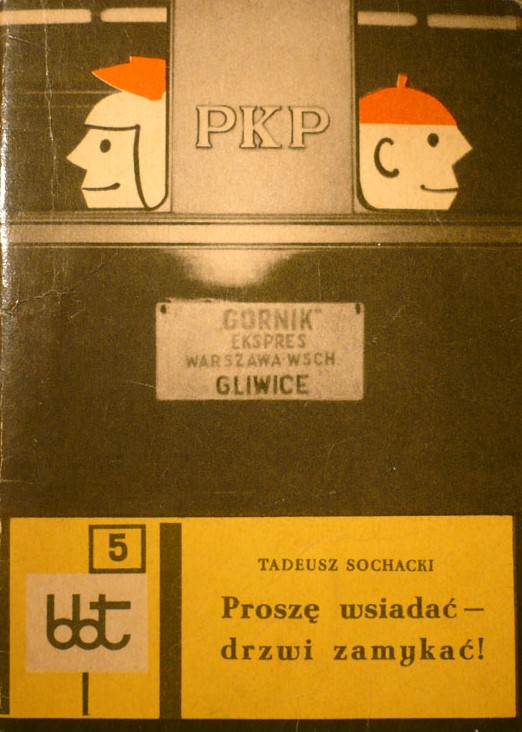 PKP
"GÓRNIK"
EKSPRES
WARSZAWA-WSCH
GLIWICE
5
bbt
TADEUSZ SOCHACKI
Proszę wsiadać –
drzwi zamykać!